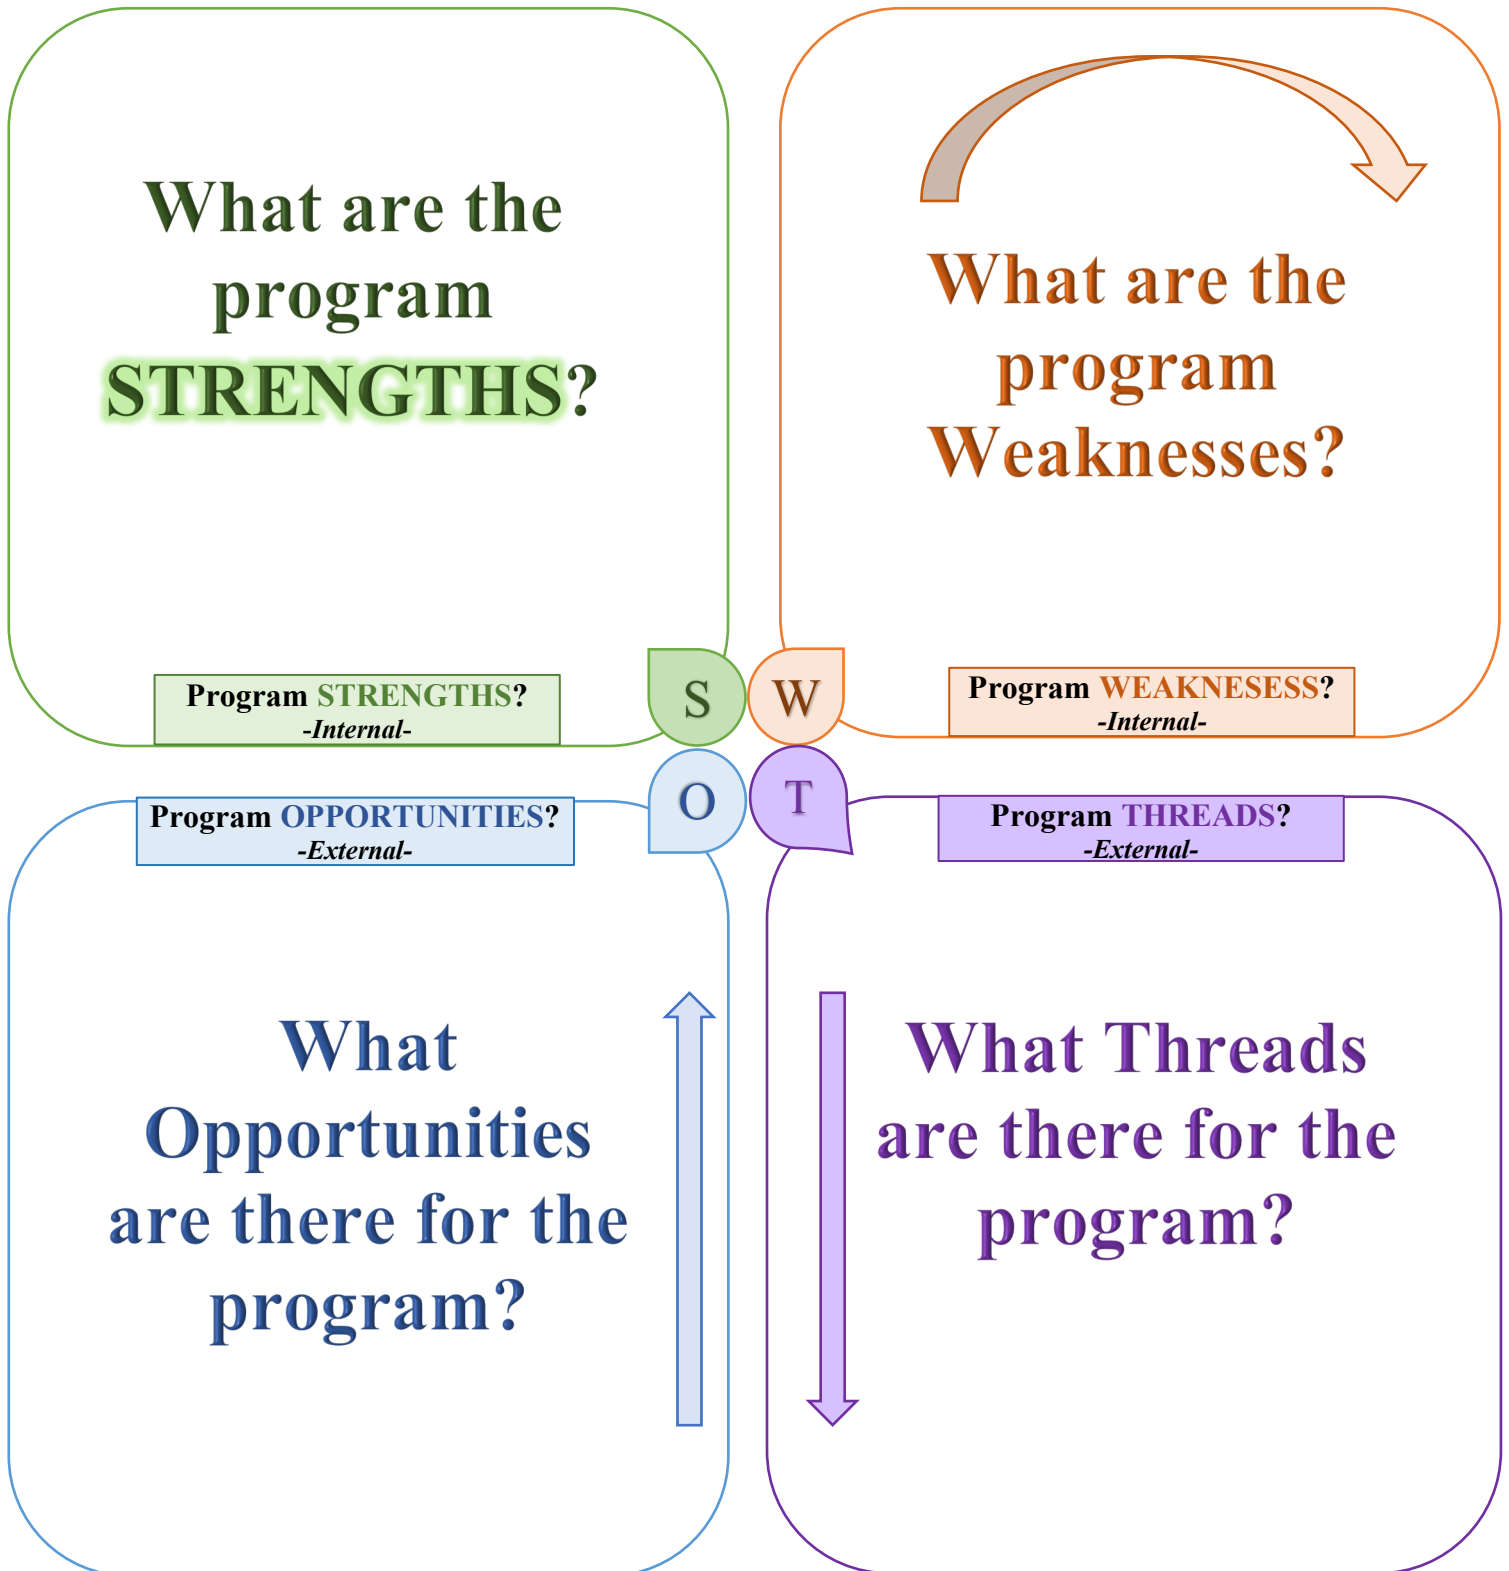 What are the
program
STRENGTHS?
Program STRENGTHS?
-Internal-
What are the
program
Weaknesses?
Program WEAKNESESS?
-Internal-
S
W
O
T
Program OPPORTUNITIES?
-External-
What
Opportunities
are there for the
program?
Program THREADS?
-External-
What Threads
are there for the
program?